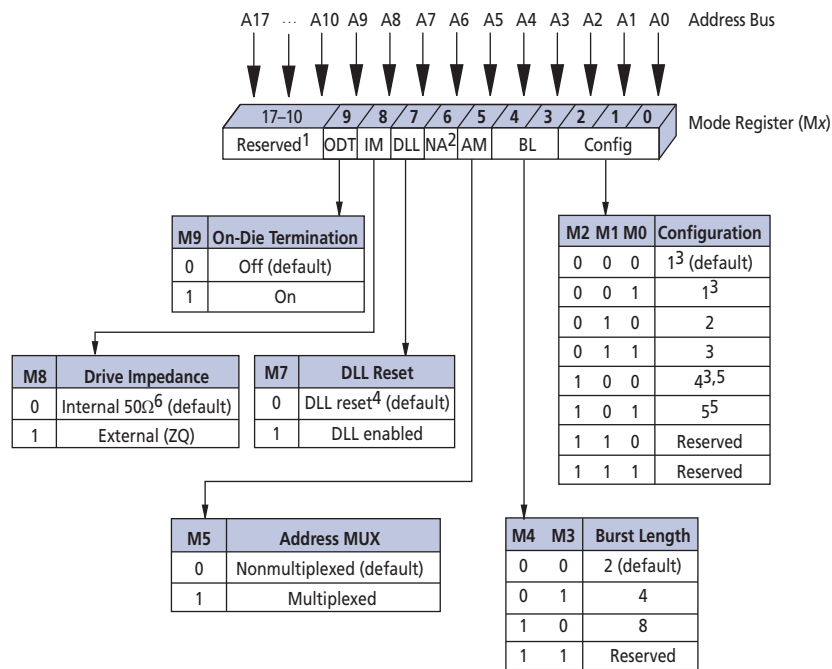 A17 ... A10 A9 A8 A7 A6 A5 A4 A3 A2 A1 A0 Address Bus
17–10 9 8 7 6 5 4 3 2 1 0 Mode Register (Mx)
Reserved1 ODT IM DLL NA2 AM BL Config
M9 On-Die Termination
0 Off (default)
1 On
M2 M1 M0 Configuration
0 0 0 13 (default)
0 0 1 13
0 1 0 2
0 1 1 3
1 0 0 43,5
1 0 1 55
1 1 0 Reserved
1 1 1 Reserved
M8 Drive Impedance
0 Internal 50Ω6 (default)
1 External (ZQ)
M7 DLL Reset
0 DLL reset4 (default)
1 DLL enabled
M5 Address MUX
0 Nonmultiplexed (default)
1 Multiplexed
M4 M3 Burst Length
0 0 2 (default)
0 1 4
1 0 8
1 1 Reserved